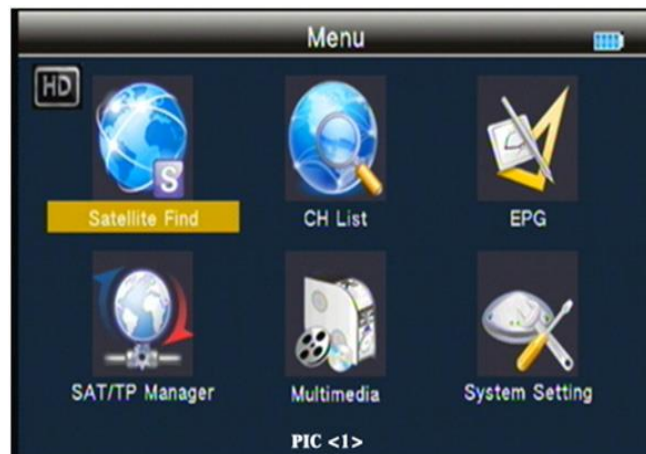 Menu
HD
S
Satellite Find
CH List
EPG
SAT/TP Manager
Multimedia
System Setting
PIC <1>